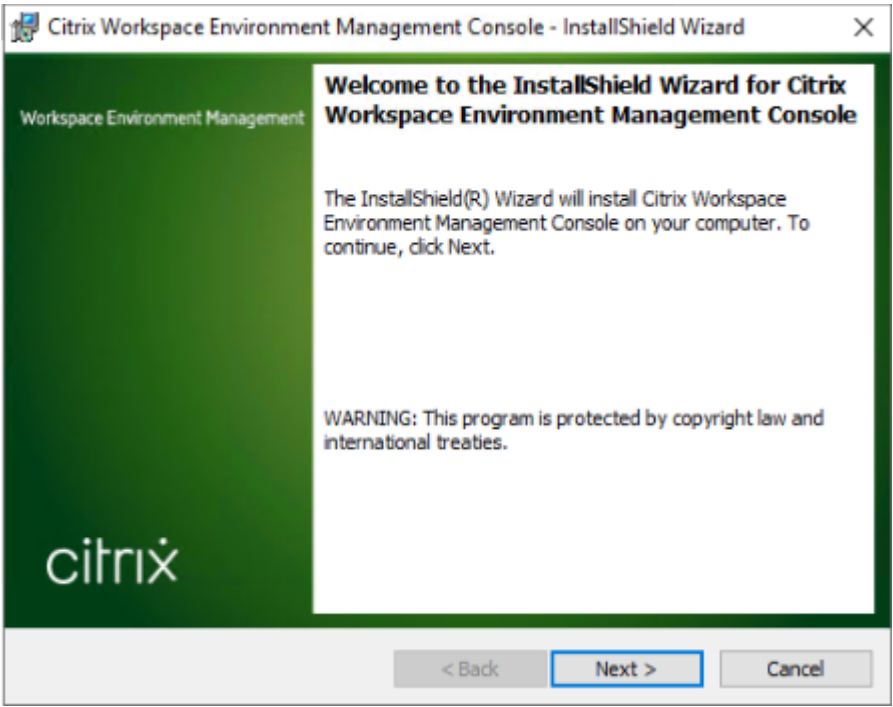 Citrix Workspace Environment Management Console - InstallShield Wizard
Workspace Environment Management
Welcome to the InstallShield Wizard for Citrix
Workspace Environment Management Console
The InstallShield(R) Wizard will install Citrix Workspace
Environment Management Console on your computer. To
continue, click Next.
WARNING: This program is protected by copyright law and
international treaties.
citrix
< Back
Next >
Cancel